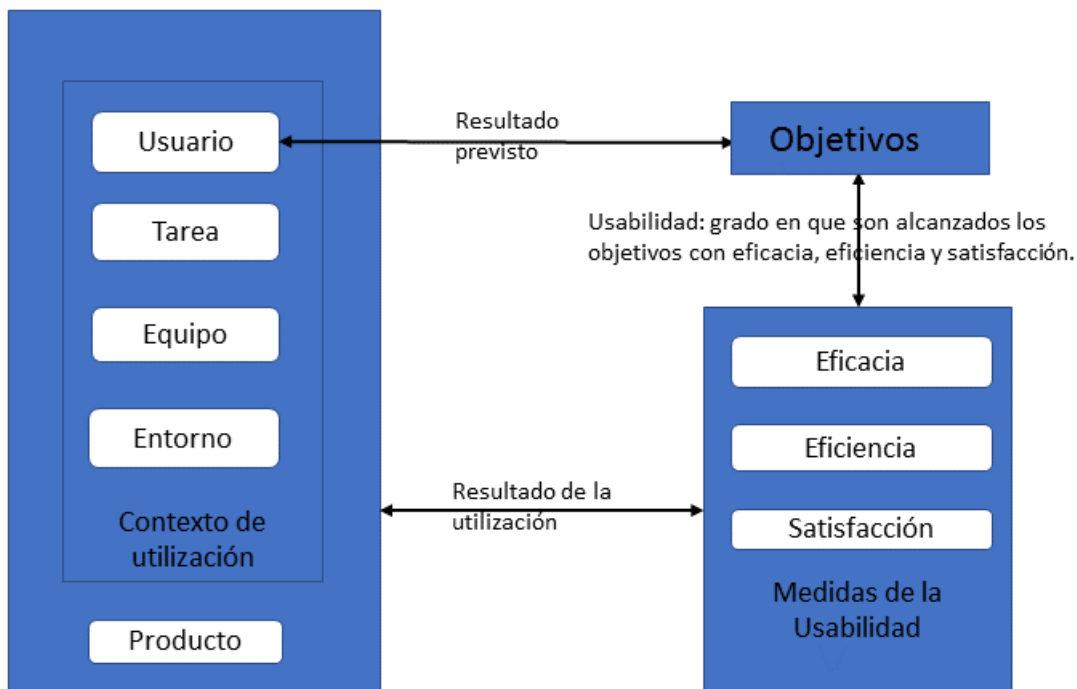 Usuario
Tarea
Equipo
Entorno
Contexto de
utilización
Producto
Resultado
previsto
Objetivos
Usabilidad: grado en que son alcanzados los
objetivos con eficacia, eficiencia y satisfacción.
Resultado de la
utilización
Eficacia
Eficiencia
Satisfacción
Medidas de la
Usabilidad